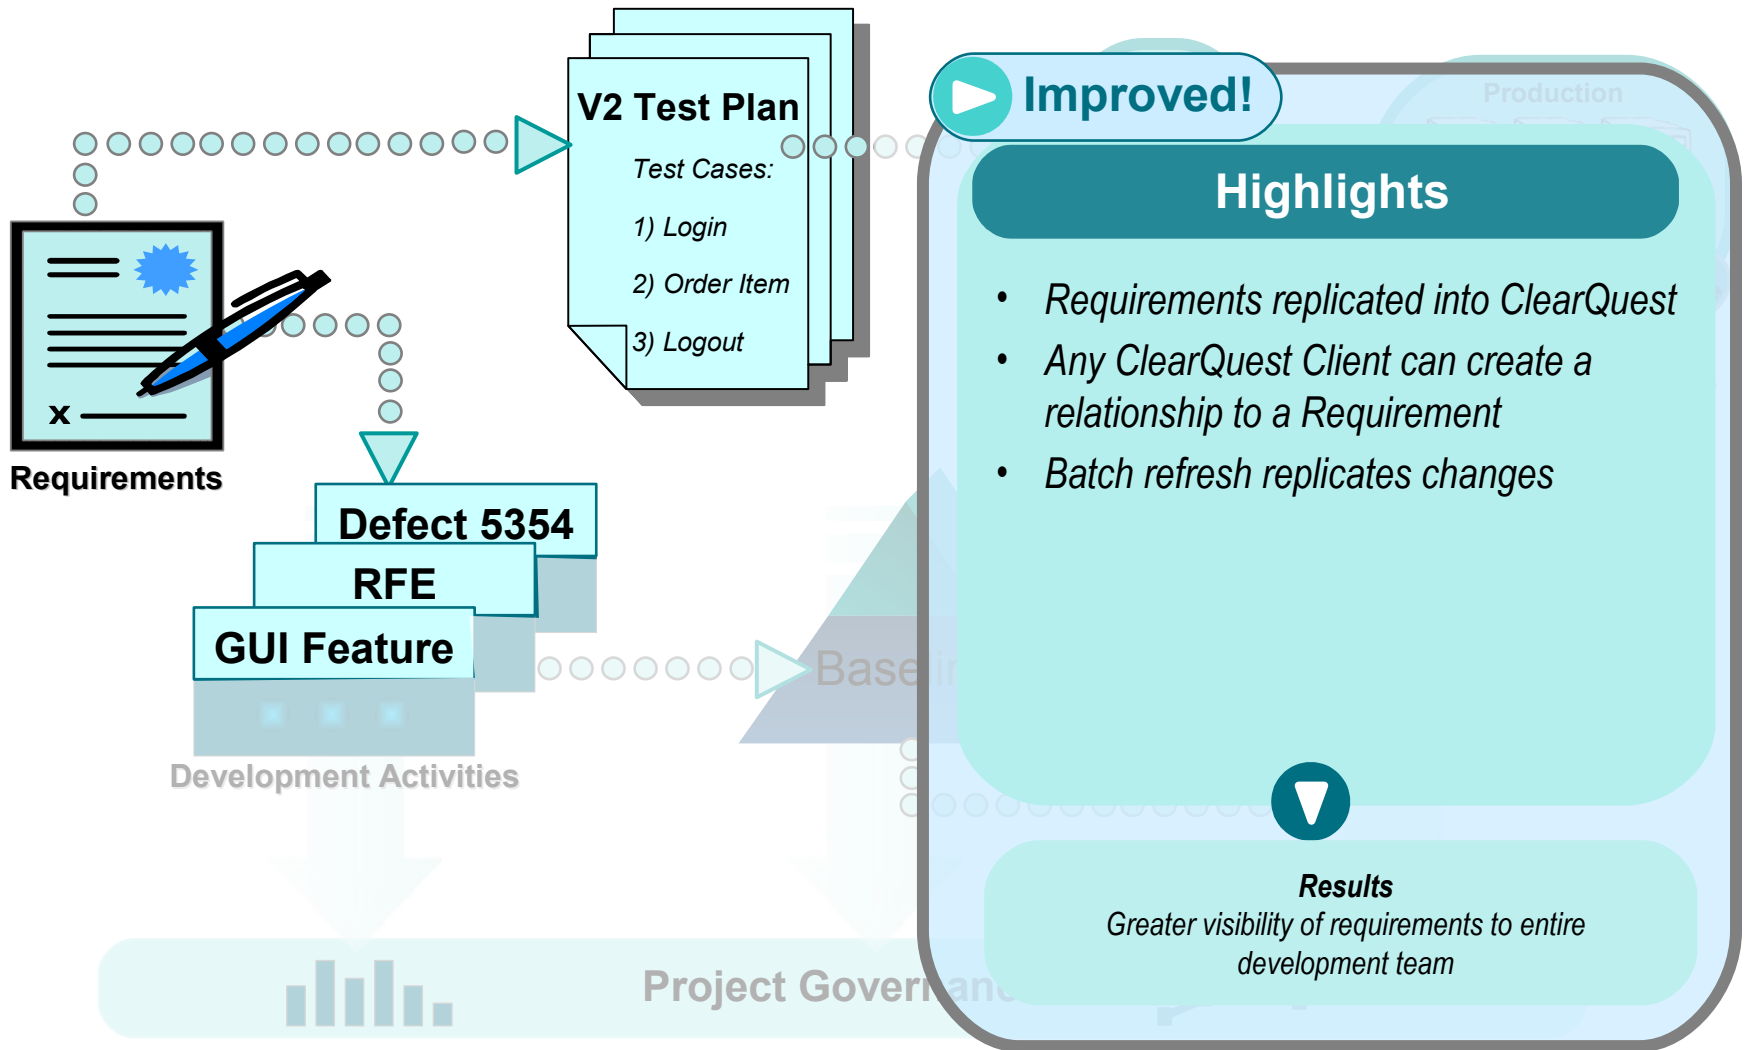 V2 Test Plan
Test Cases:
1) Login
2) Order Item
3) Logout
x
Requirements
Defect 5354
RFE
GUI Feature
Development Activities
Improved!
Production
Highlights
• Requirements replicated into ClearQuest
• Any ClearQuest Client can create a
relationship to a Requirement
• Batch refresh replicates changes
Results
Greater visibility of requirements to entire
development team
Project